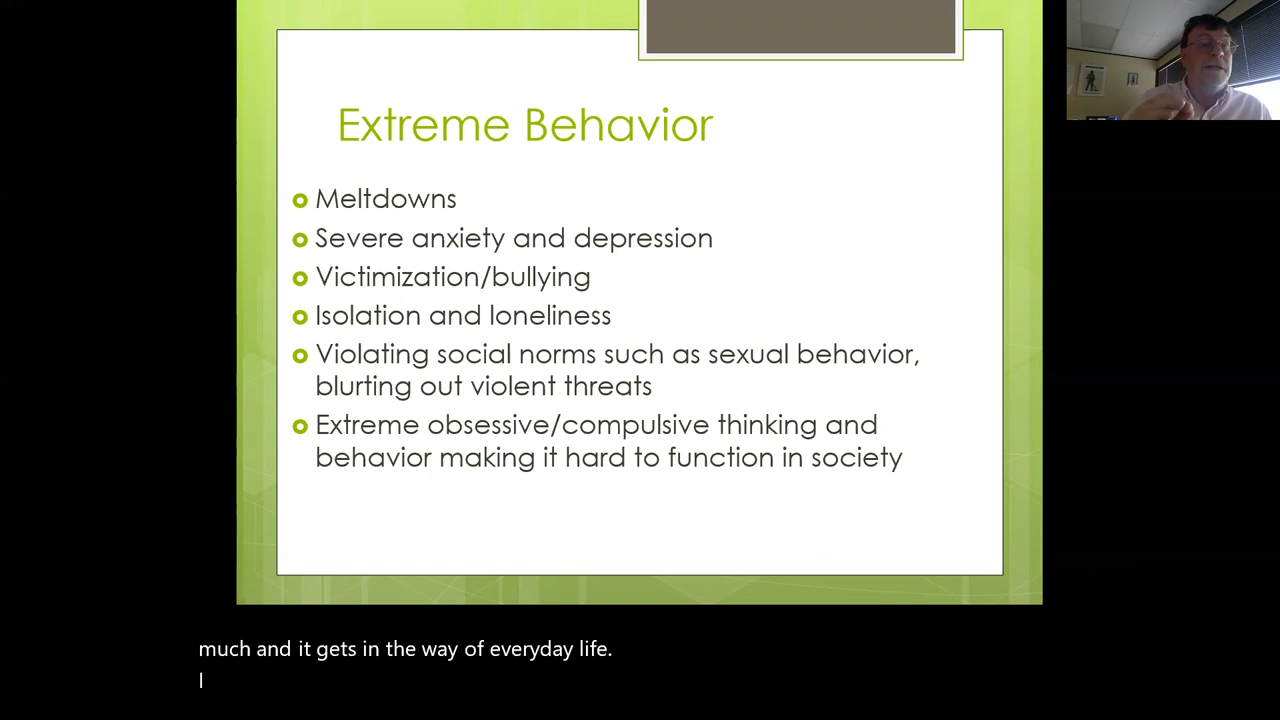 Extreme Behavior
Meltdowns
Severe anxiety and depression
Victimization/bullying
Isolation and loneliness
Violating social norms such as sexual behavior,
blurting out violent threats
Extreme obsessive/compulsive thinking and
behavior making it hard to function in society
much and it gets in the way of everyday life.
I